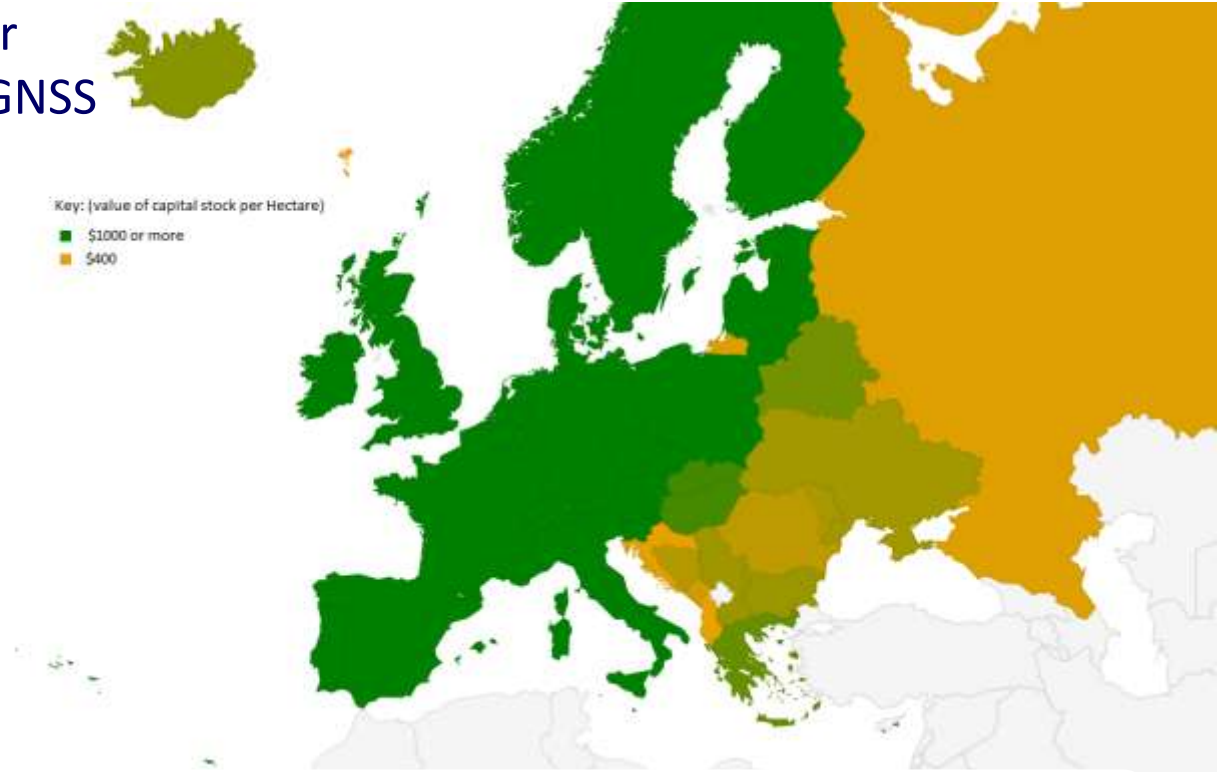 r
GNSS
Key: (value of capital stock per Hectare)
$1000 or more
$400